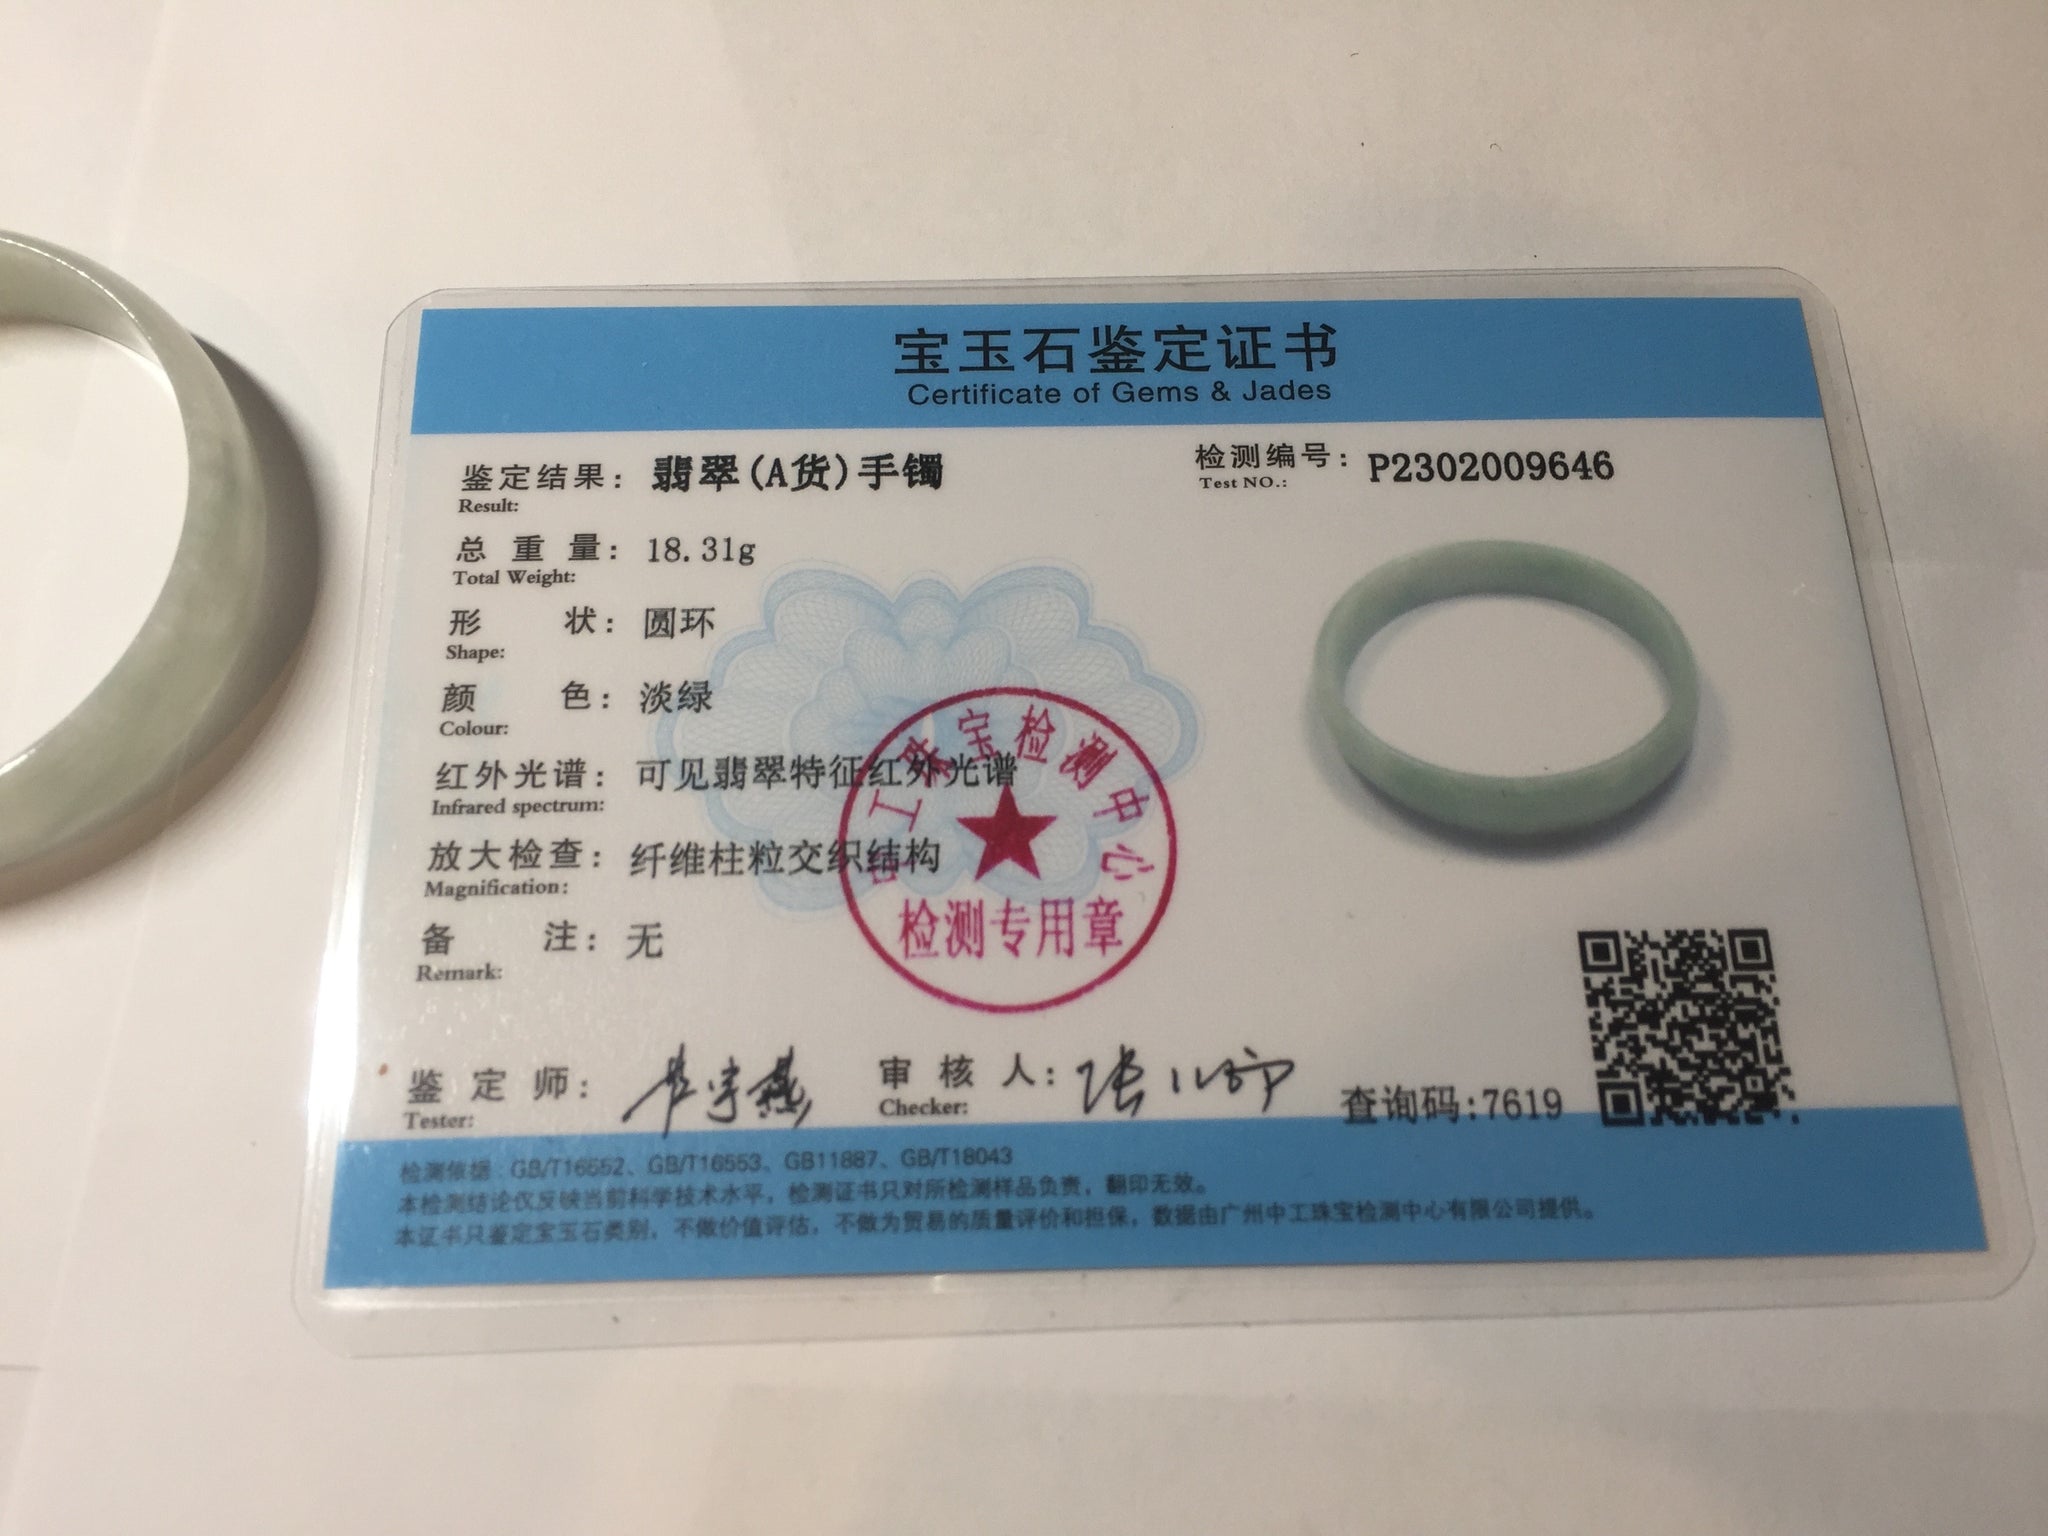 宝玉石鉴定证书
Certificate of Gems & Jades
鉴定结果: 翡翠(A货)手镯
Result:
检测编号: P2302009646
Test NO.:
总重量: 18.31g
Total Weight:
形状: 圆环
Shape:
颜色: 淡绿
Colour:
红外光谱: 可见翡翠特征红外光谱
Infrared spectrum:
放大检查: 纤维柱粒交织结构
Magnification:
备注: 无
Remark:
中工珠宝检测中心
检测专用章
鉴定师:
Tester:
审核人:
Checker:
查询码:7619
检测依据: GB/T16552、GB/T16553、GB11887、GB/T18043
本检测结论仅反映当前科学技术水平，检测证书只对所检测样品负责，翻印无效。
本证书只鉴定宝玉石类别，不做价值评估，不做为贸易的质量评价和担保，数据由广州中工珠宝检测中心有限公司提供。